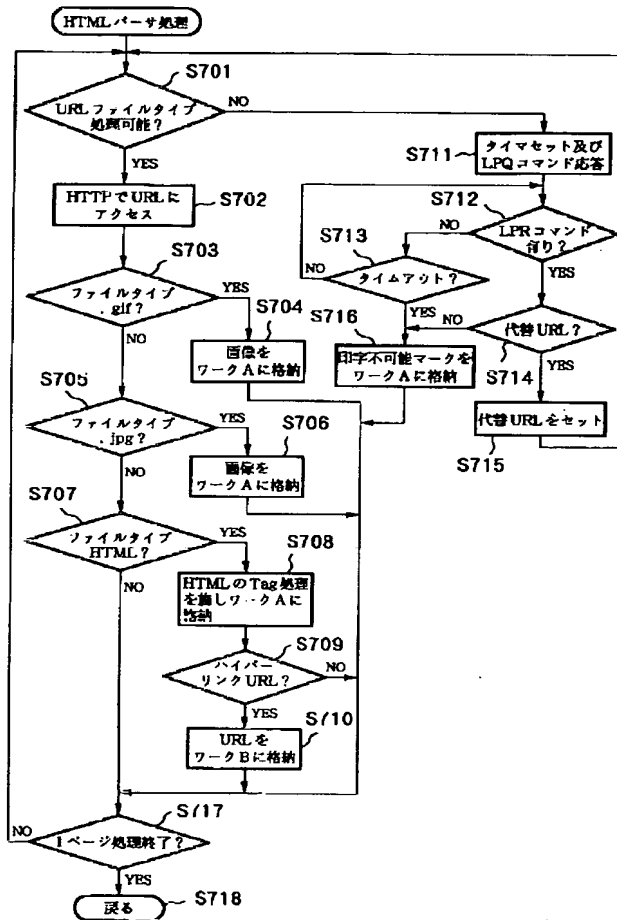 HTMLパーサ処理
S701
URLファイルタイプ
処理可能?
NO
YES
S702
HTTPでURLに
アクセス
S703
ファイルタイプ
.gif?
YES
NO
S704
画像を
ワークAに格納
S705
ファイルタイプ
.jpg?
YES
NO
S706
画像を
ワークAに格納
S707
ファイルタイプ
HTML?
YES
NO
S708
HTMLのTag処理
を施しワークAに
格納
S709
ハイパー
リンクURL?
NO
YES
S710
URLを
ワークBに格納
S711
タイマセット及び
LPQコマンド応答
S712
LPRコマンド
有り?
NO
YES
S713
タイムアウト?
NO
YES
S714
代替URL?
NO
YES
S715
代替URLをセット
S716
印字不可能マークを
ワークAに格納
S717
1ページ処理終了?
NO
YES
戻る
S718